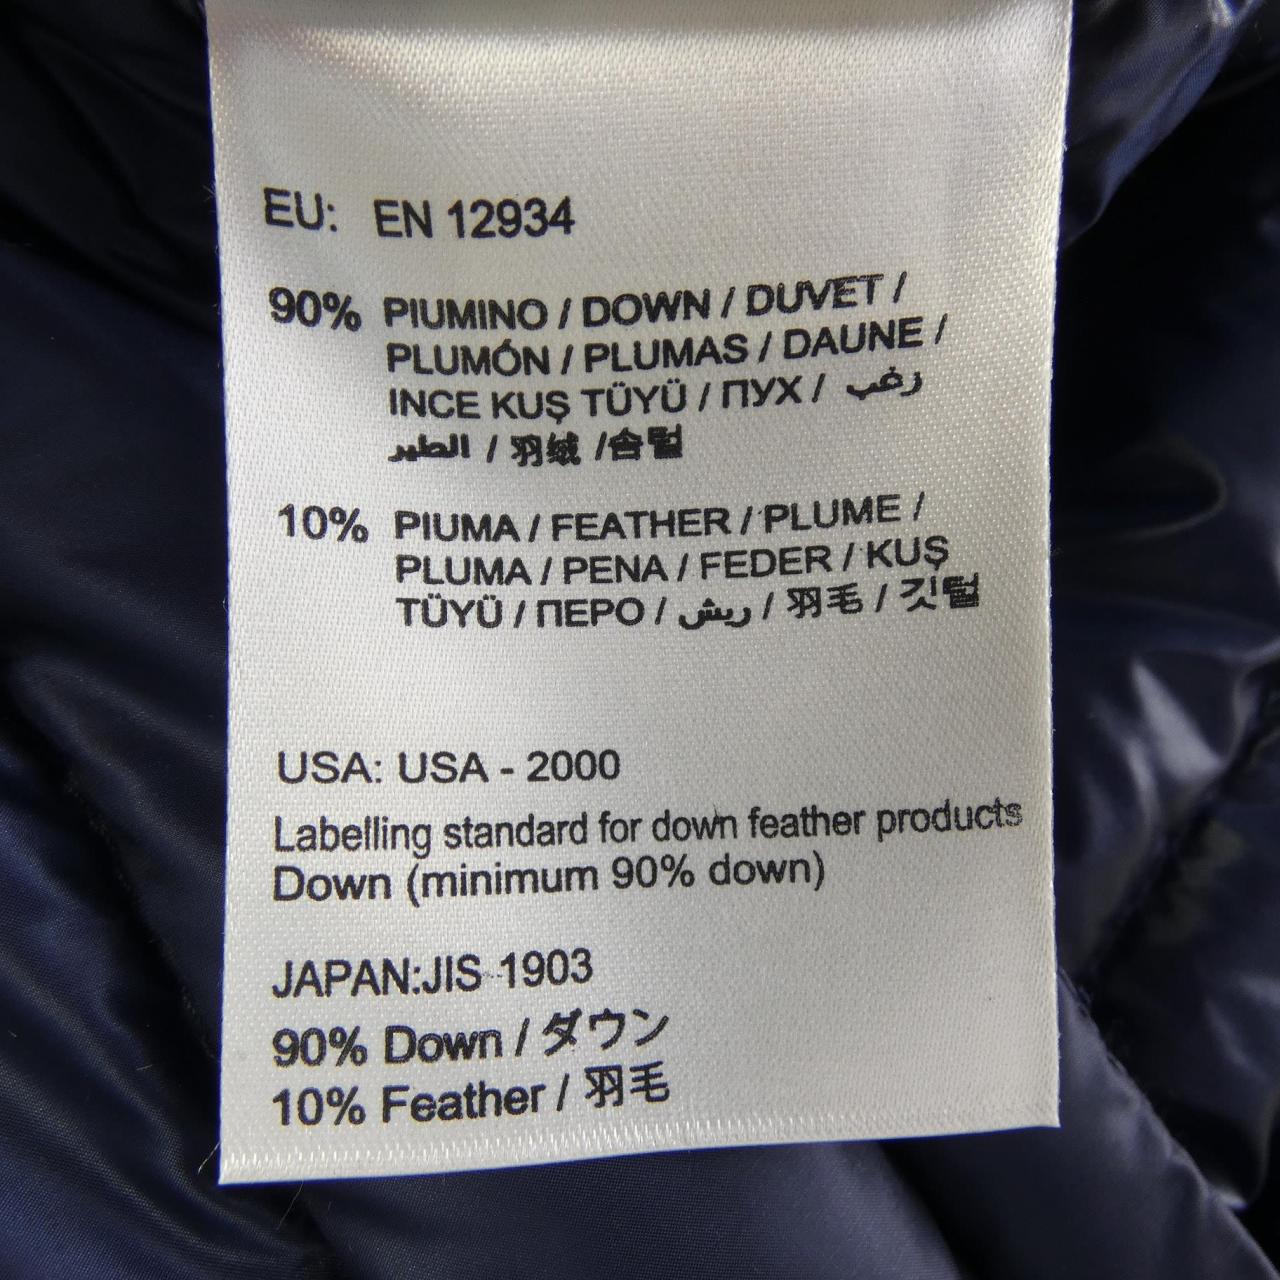 EU: EN 12934
90% PIUMINO / DOWN / DUVET /
PLUMÓN / PLUMAS / DAUNE /
INCE KUŞ TÜYÜ / ПУХ / زغب
الطير / 羽绒 /솜털
10% PIUMA / FEATHER / PLUME /
PLUMA / PENA / FEDER / KUŞ
TÜYÜ / ПЕРО / ريش / 羽毛 / 깃털
USA: USA - 2000
Labelling standard for down feather products
Down (minimum 90% down)
JAPAN:JIS 1903
90% Down / ダウン
10% Feather / 羽毛